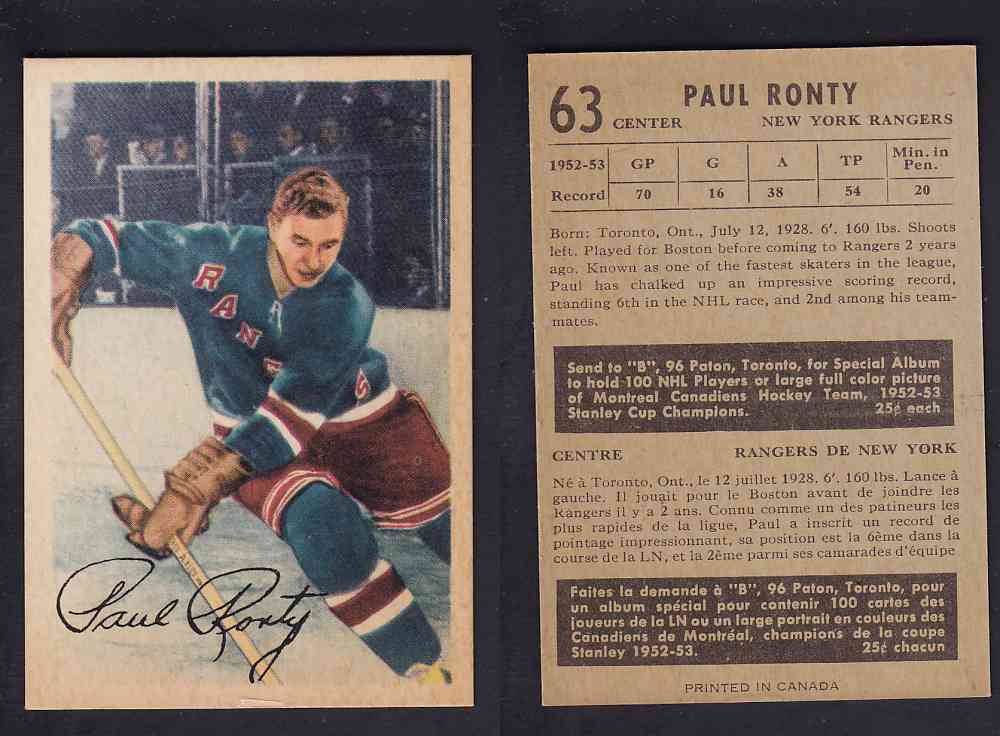 RANGE
A
5
Paul Ronty
63
PAUL RONTY
CENTER NEW YORK RANGERS
1952-53 GP G A TP Min. in Pen.
Record 70 16 38 54 20
Born: Toronto, Ont., July 12, 1928. 6'. 160 lbs. Shoots
left. Played for Boston before coming to Rangers 2 years
ago. Known as one of the fastest skaters in the league,
Paul has chalked up an impressive scoring record,
standing 6th in the NHL race, and 2nd among his team-
mates.
Send to "B", 96 Paton, Toronto, for Special Album
to hold 100 NHL Players or large full color picture
of Montreal Canadiens Hockey Team, 1952-53
Stanley Cup Champions. 25¢ each
CENTRE RANGERS DE NEW YORK
Né à Toronto, Ont., le 12 juillet 1928. 6'. 160 lbs. Lance à
gauche. Il jouait pour le Boston avant de joindre les
Rangers il y a 2 ans. Connu comme un des patineurs les
plus rapides de la ligue, Paul a inscrit un record de
pointage impressionnant, sa position est la 6ème dans la
course de la LN, et la 2ème parmi ses camarades d'équipe
Faites la demande à "B", 96 Paton, Toronto, pour
un album spécial pour contenir 100 cartes des
joueurs de la LN ou un large portrait en couleurs des
Canadiens de Montréal, champions de la coupe
Stanley 1952-53. 25¢ chacun
PRINTED IN CANADA